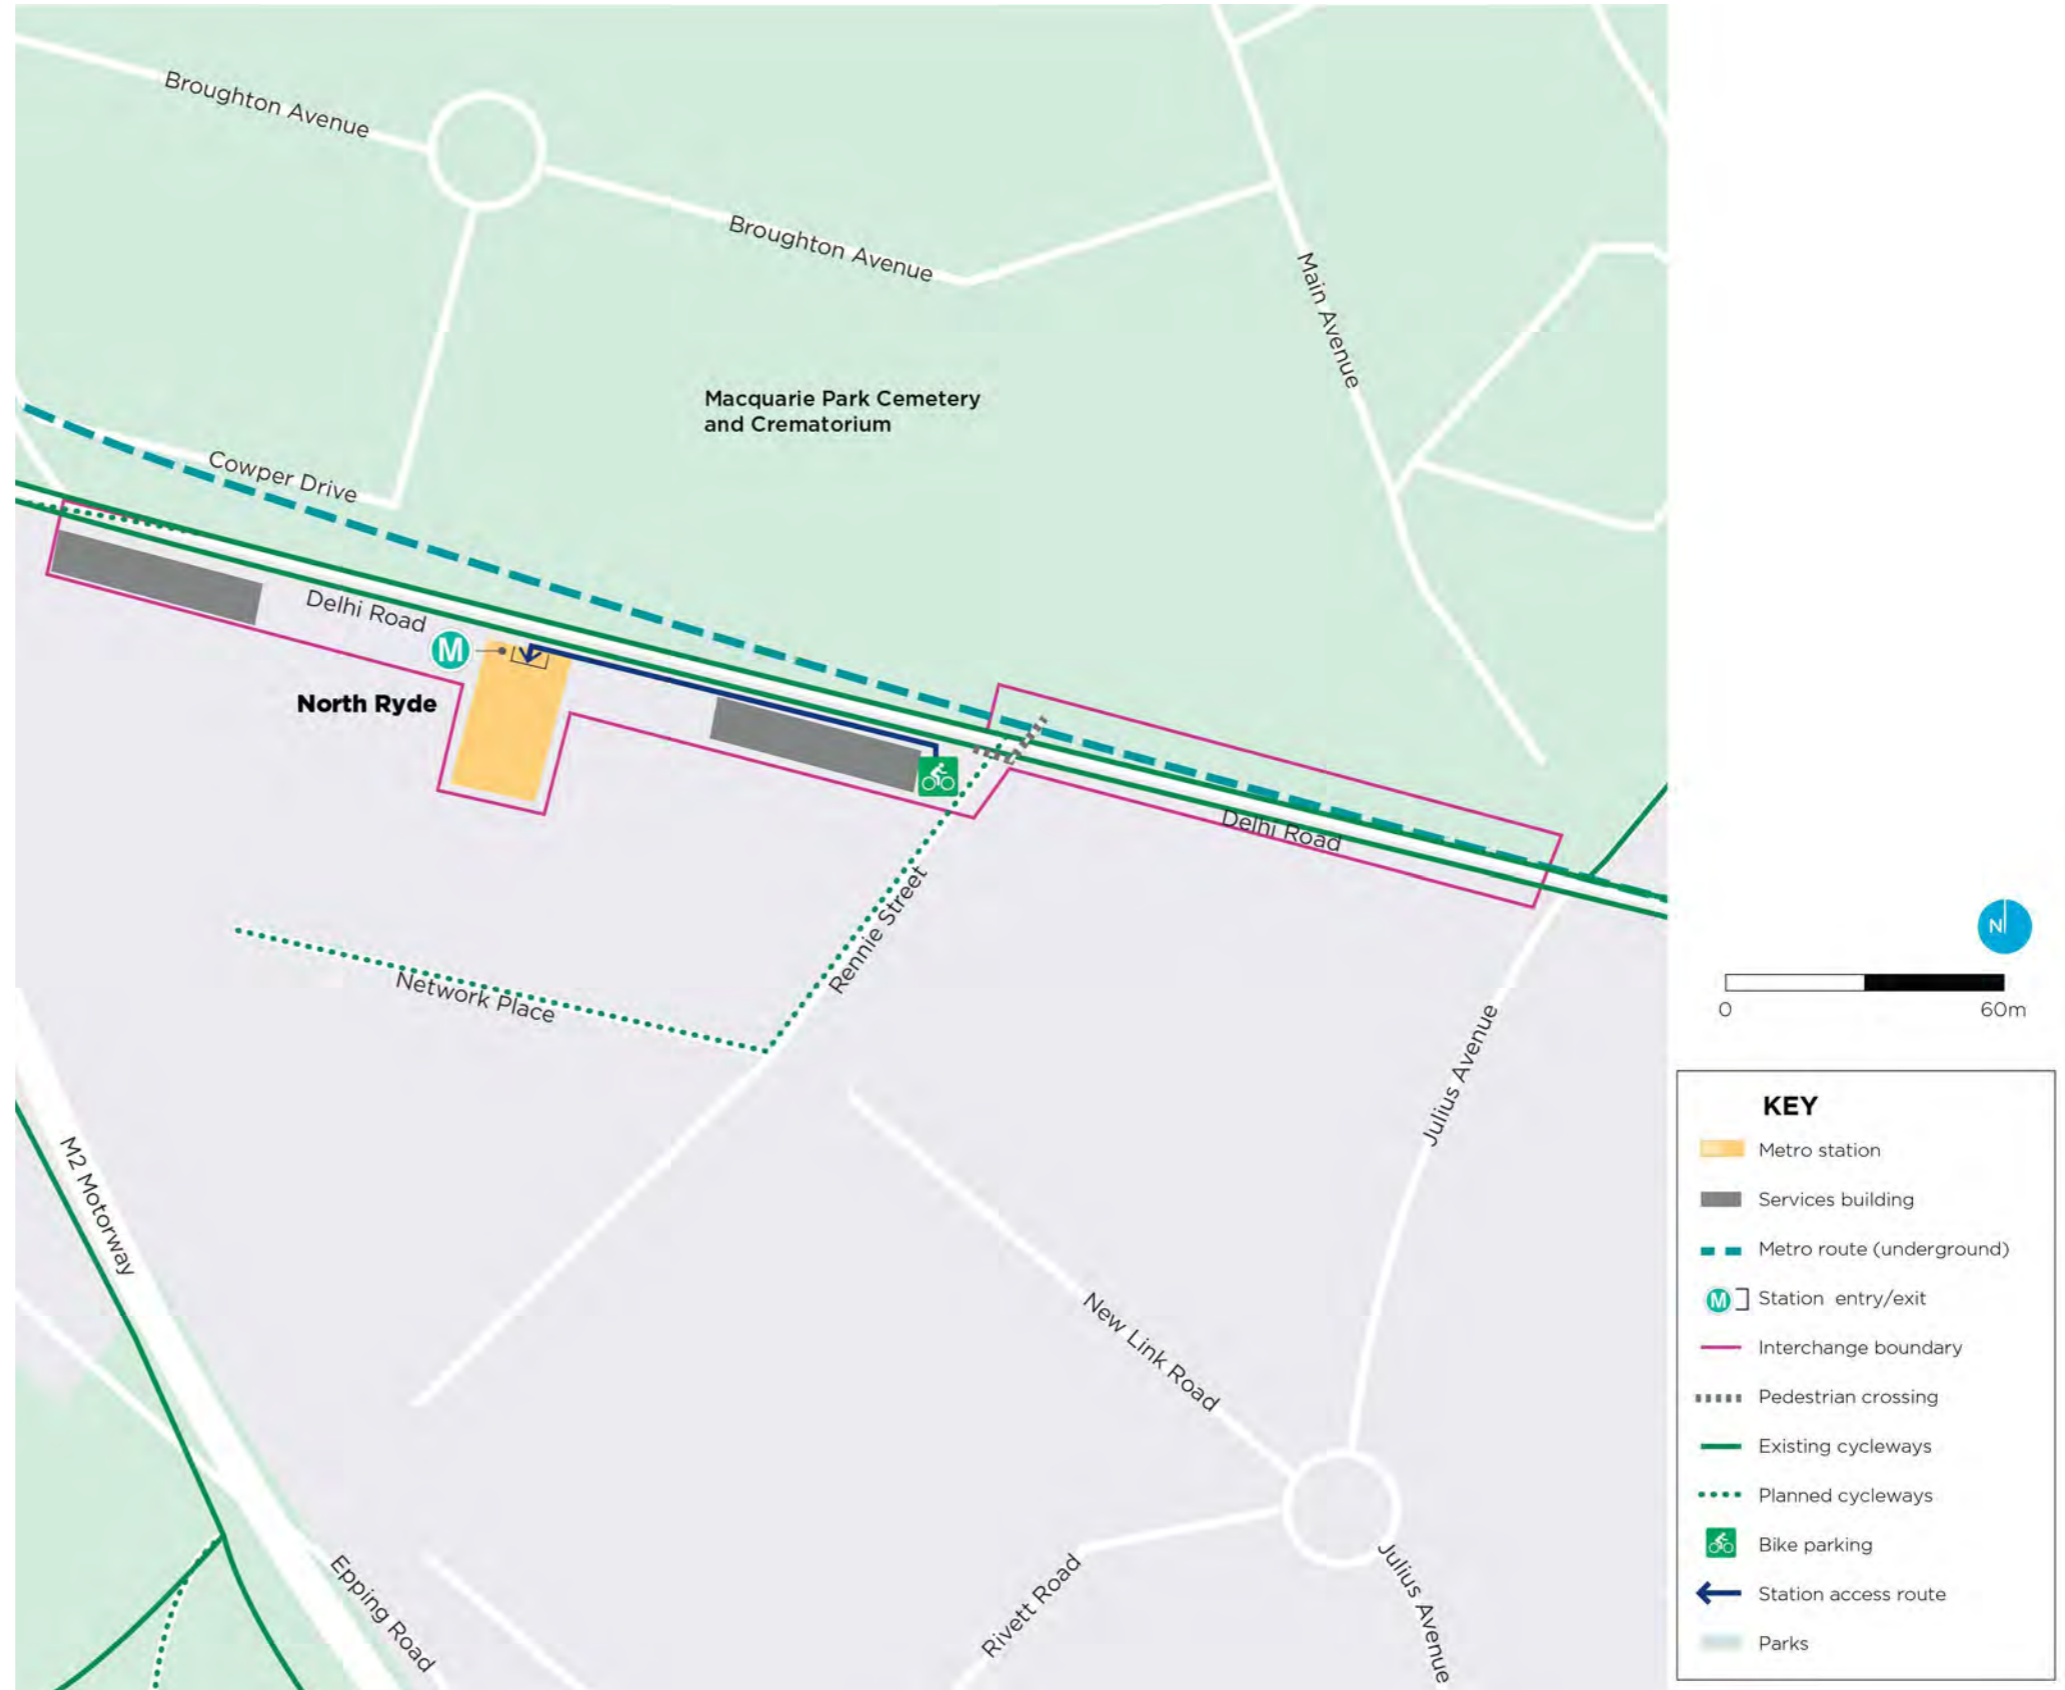 Broughton Avenue
Broughton Avenue
Main Avenue
Macquarie Park Cemetery
and Crematorium
Cowper Drive
Delhi Road
M
North Ryde
Delhi Road
Rennie Street
Network Place
N
0
60m
Julius Avenue
M2 Motorway
New Link Road
Epping Road
Rivett Road
Julius Avenue
KEY
Metro station
Services building
Metro route (underground)
M
Station entry/exit
Interchange boundary
Pedestrian crossing
Existing cycleways
Planned cycleways
Bike parking
Station access route
Parks